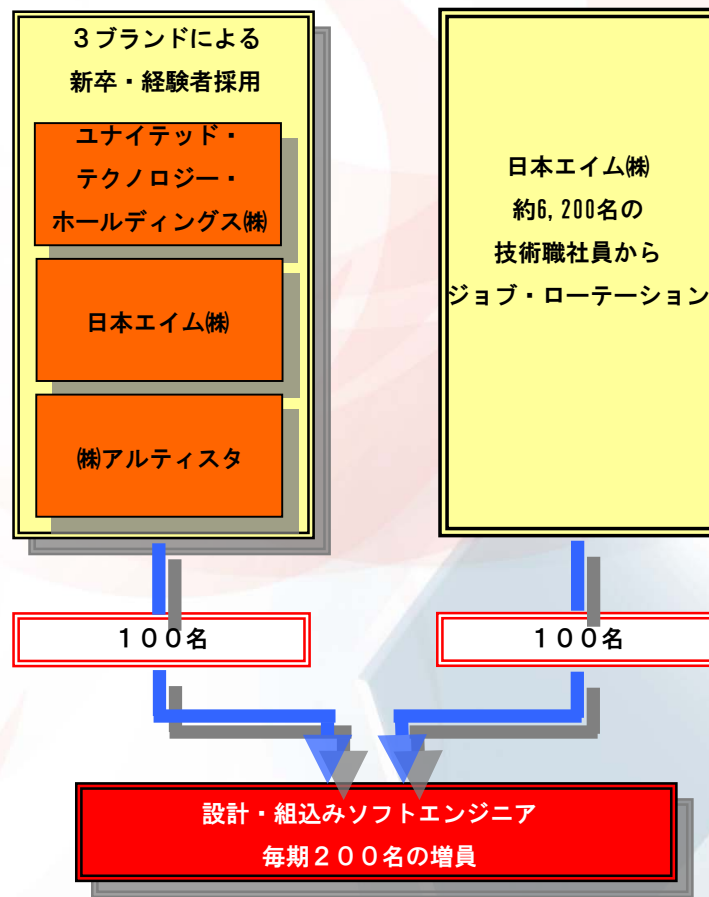 3ブランドによる
新卒・経験者採用
ユナイテッド・
テクノロジー・
ホールディングス㈱
日本エイム㈱
㈱アルティスタ
日本エイム㈱
約6,200名の
技術職社員から
ジョブ・ローテーション
100名
100名
設計・組込みソフトエンジニア
毎期200名の増員